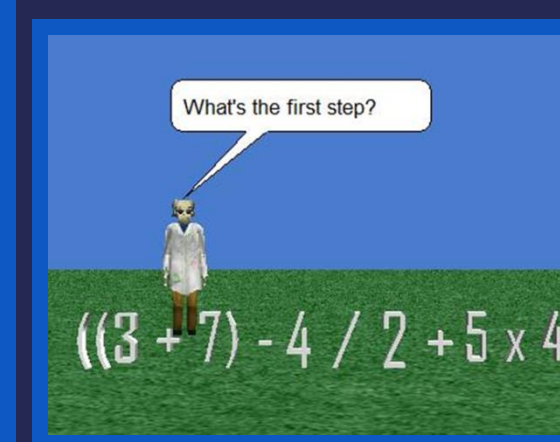 What's the first step?
((3 + 7) - 4 / 2 + 5 x 4